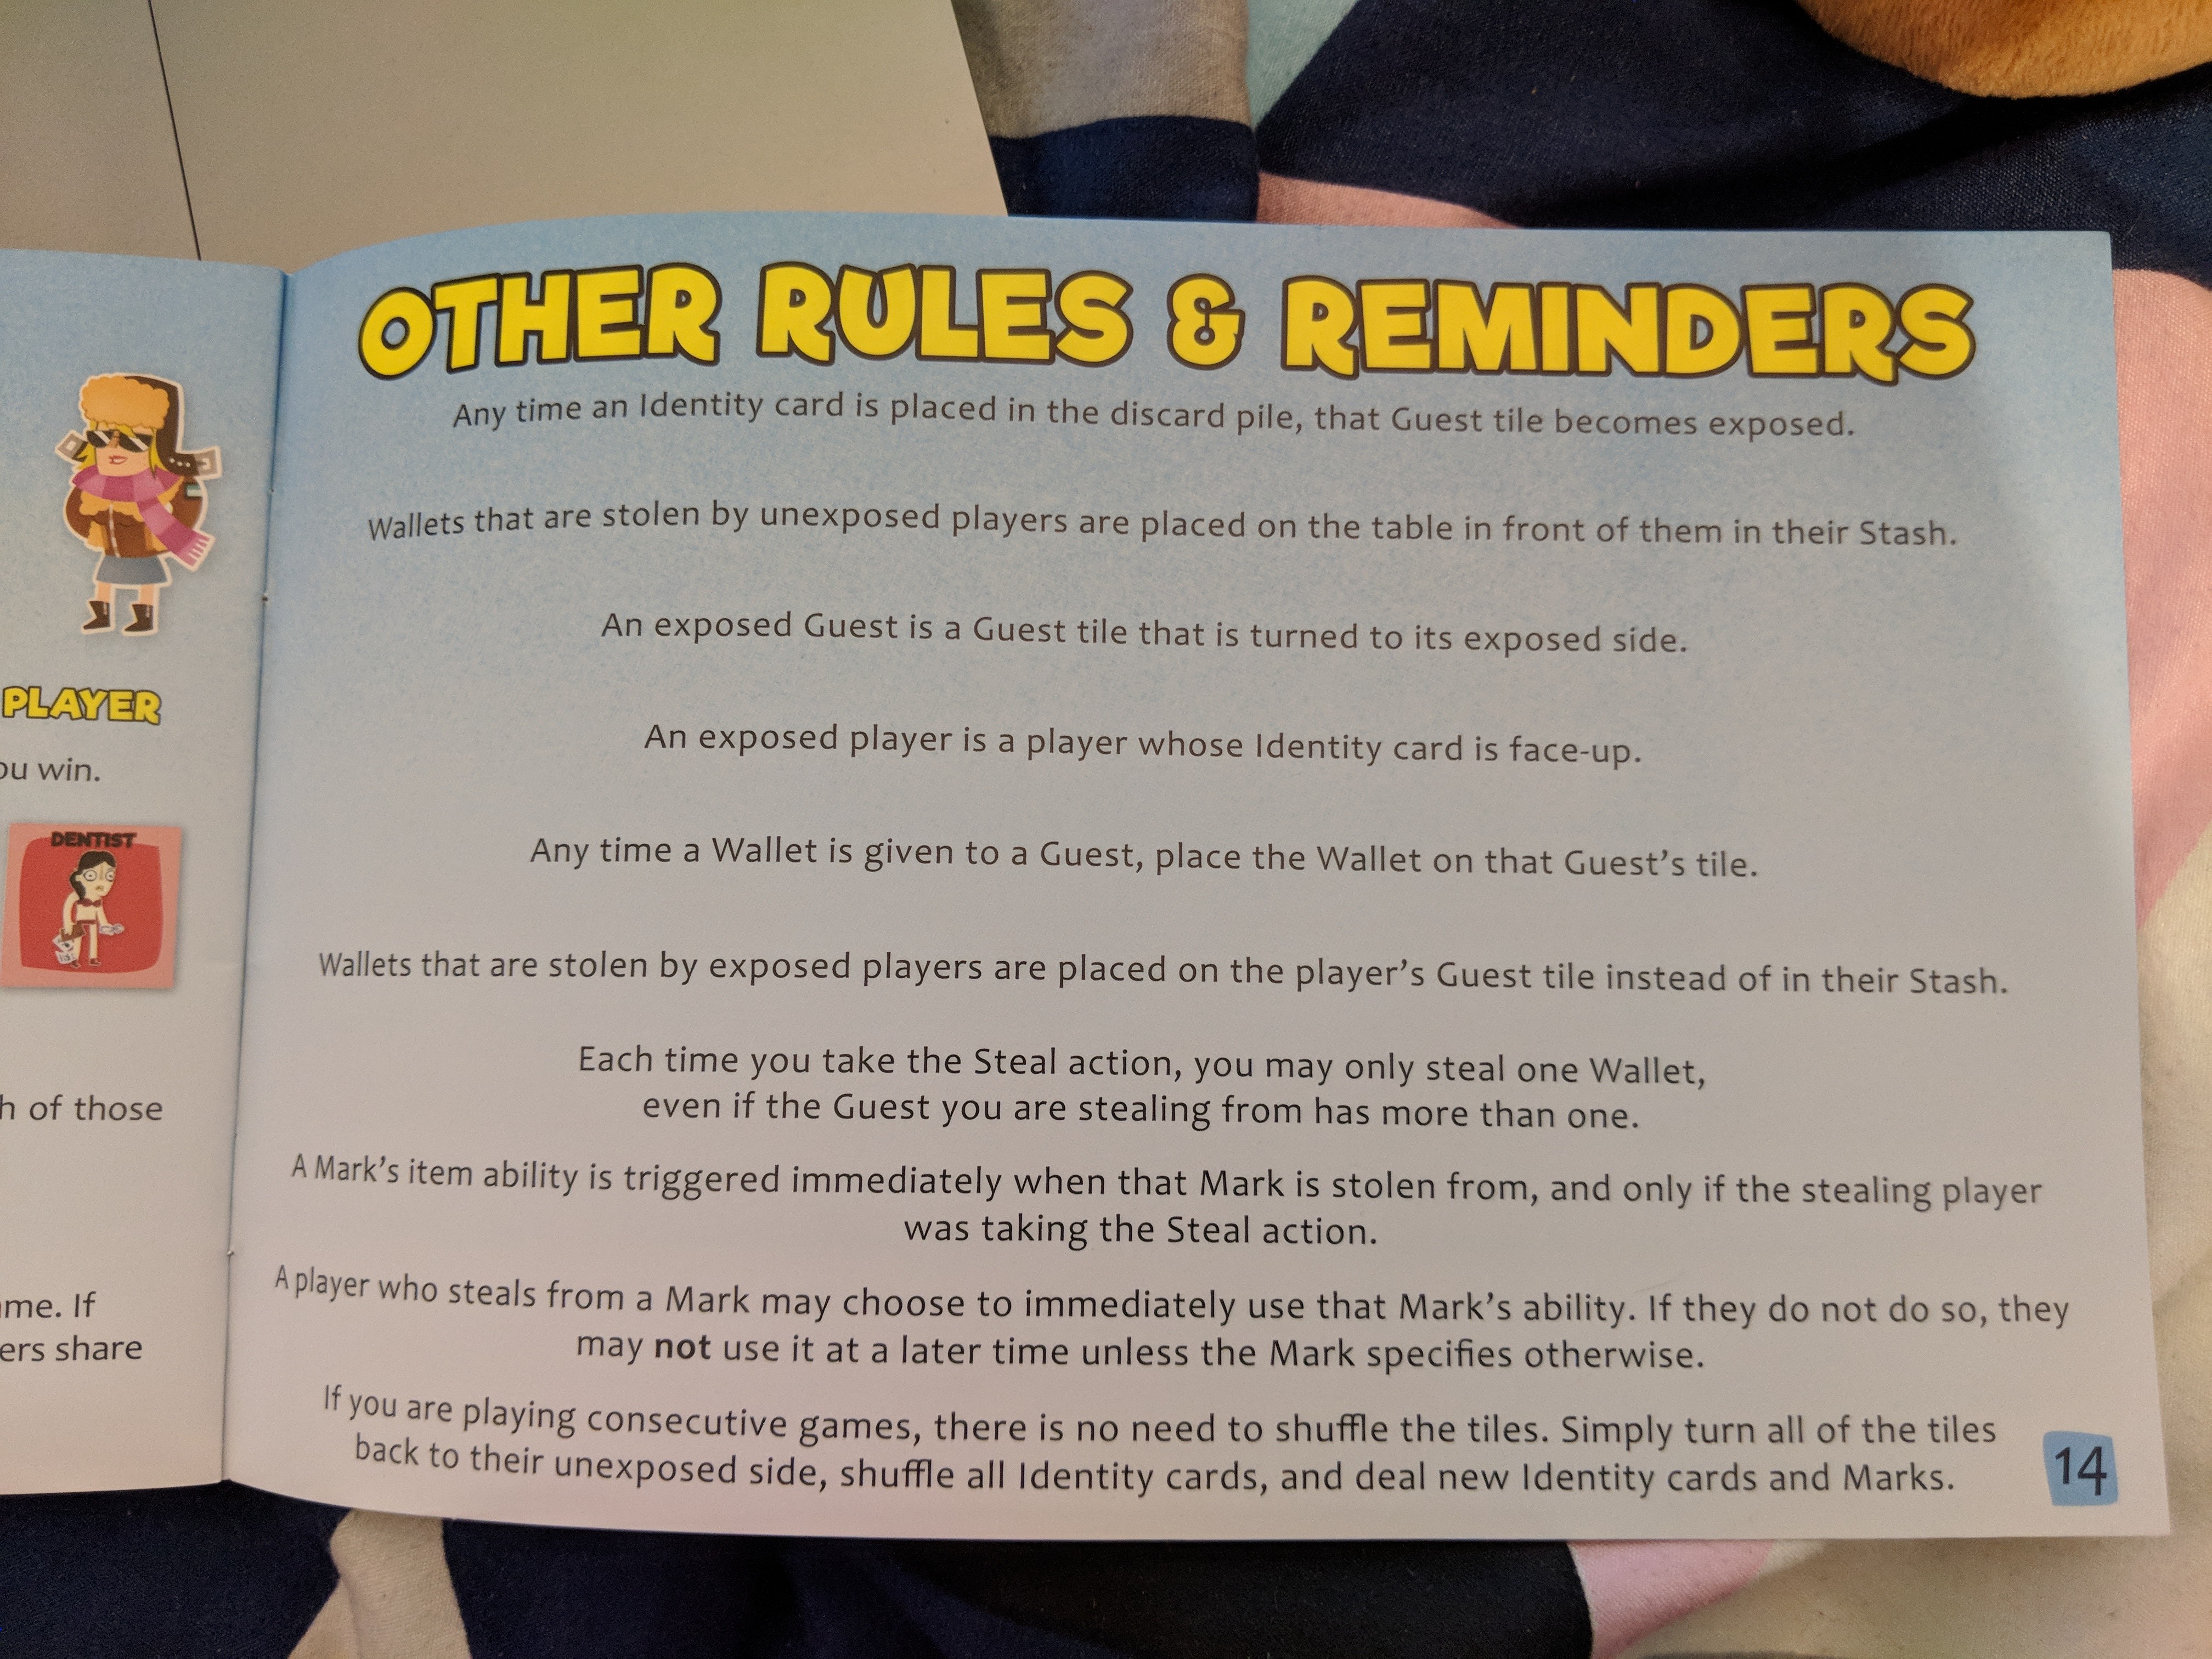 PLAYER
ou win.
DENTIST
h of those
me. If
ers share
OTHER RULES & REMINDERS
Any time an Identity card is placed in the discard pile, that Guest tile becomes exposed.
Wallets that are stolen by unexposed players are placed on the table in front of them in their Stash.
An exposed Guest is a Guest tile that is turned to its exposed side.
An exposed player is a player whose Identity card is face-up.
Any time a Wallet is given to a Guest, place the Wallet on that Guest's tile.
Wallets that are stolen by exposed players are placed on the player's Guest tile instead of in their Stash.
Each time you take the Steal action, you may only steal one Wallet,
even if the Guest you are stealing from has more than one.
A Mark's item ability is triggered immediately when that Mark is stolen from, and only if the stealing player
was taking the Steal action.
A player who steals from a Mark may choose to immediately use that Mark's ability. If they do not do so, they
may not use it at a later time unless the Mark specifies otherwise.
If you are playing consecutive games, there is no need to shuffle the tiles. Simply turn all of the tiles
back to their unexposed side, shuffle all Identity cards, and deal new Identity cards and Marks.
14